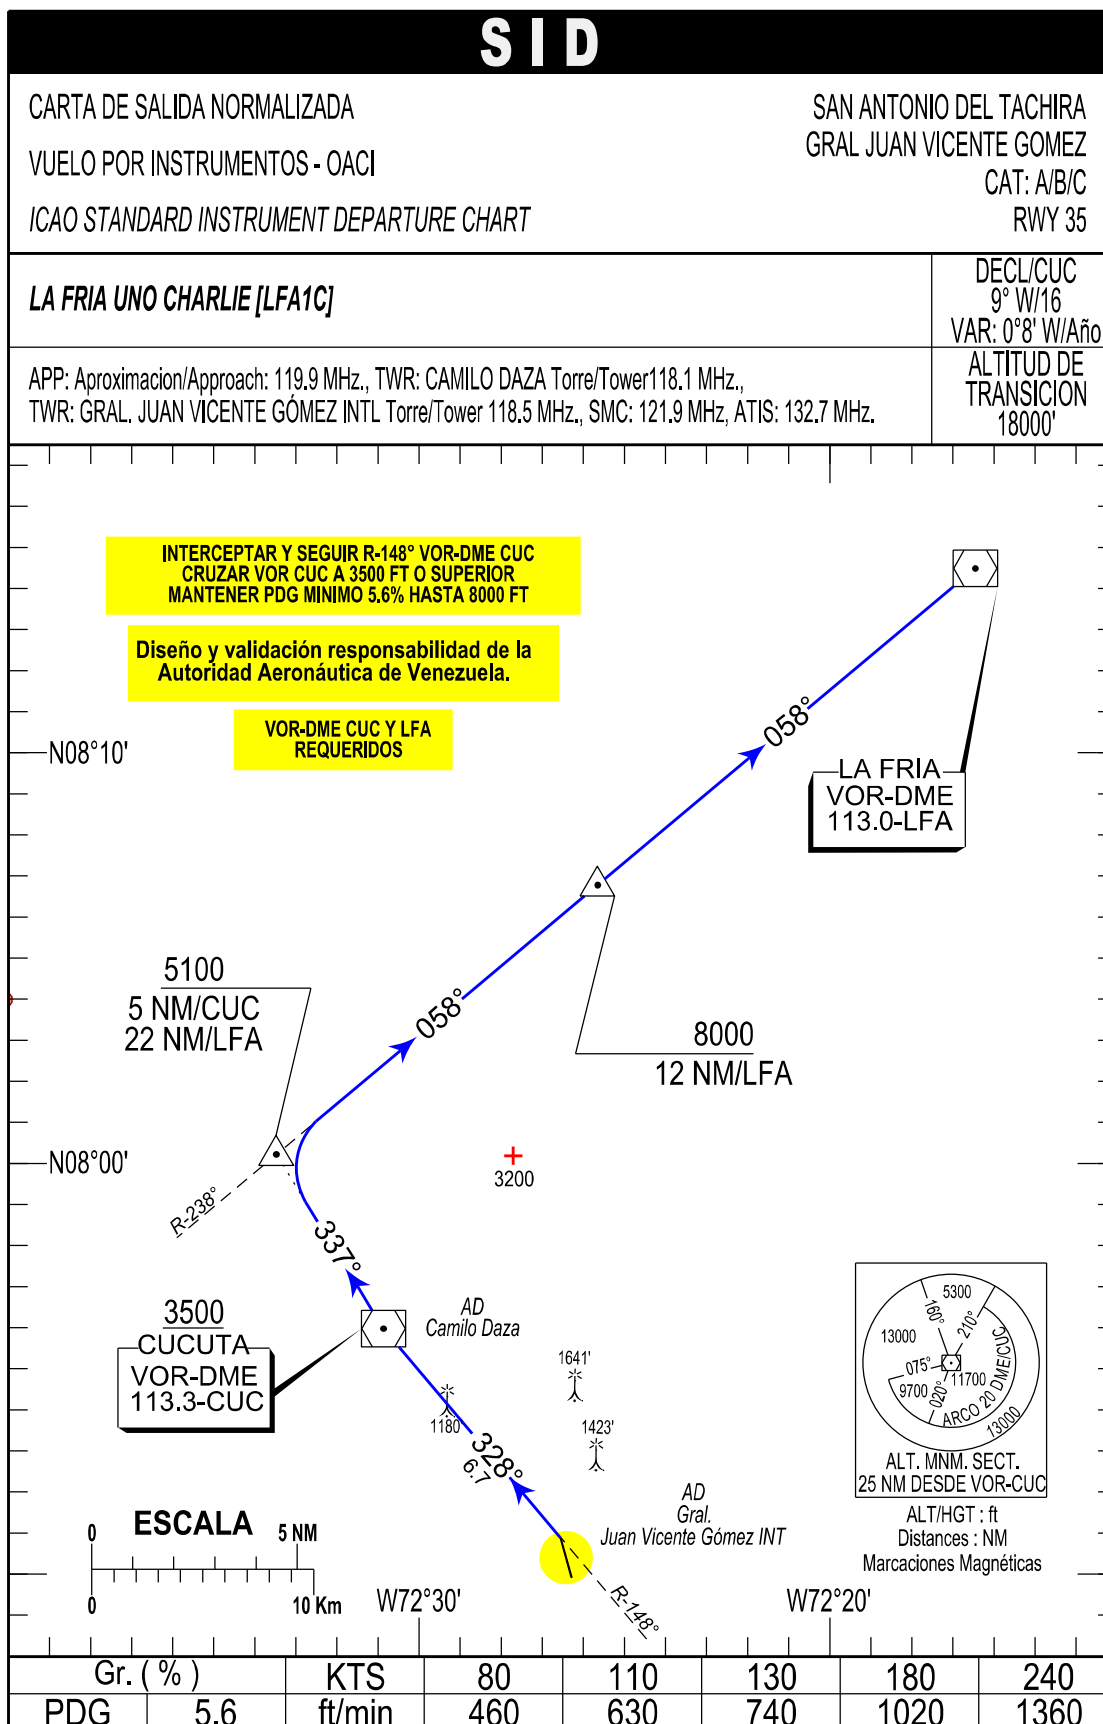 SID
CARTA DE SALIDA NORMALIZADA
VUELO POR INSTRUMENTOS - OACI
ICAO STANDARD INSTRUMENT DEPARTURE CHART
SAN ANTONIO DEL TACHIRA
GRAL JUAN VICENTE GOMEZ
CAT: A/B/C
RWY 35
LA FRIA UNO CHARLIE [LFA1C]
DECL/CUC
9° W/16
VAR: 0°8' W/Año
APP: Aproximacion/Approach: 119.9 MHz., TWR: CAMILO DAZA Torre/Tower118.1 MHz.,
TWR: GRAL. JUAN VICENTE GÓMEZ INTL Torre/Tower 118.5 MHz., SMC: 121.9 MHz, ATIS: 132.7 MHz.
ALTITUD DE
TRANSICION
18000'
INTERCEPTAR Y SEGUIR R-148° VOR-DME CUC
CRUZAR VOR CUC A 3500 FT O SUPERIOR
MANTENER PDG MINIMO 5.6% HASTA 8000 FT
Diseño y validación responsabilidad de la
Autoridad Aeronáutica de Venezuela.
VOR-DME CUC Y LFA
REQUERIDOS
N08°10'
058°
LA FRIA
VOR-DME
113.0-LFA
5100
5 NM/CUC
22 NM/LFA
058°
8000
12 NM/LFA
N08°00'
3200
R-238°
337°
3500
CUCUTA
VOR-DME
113.3-CUC
AD
Camilo Daza
1641'
1180'
1423'
328°
6.7
AD
Gral.
Juan Vicente Gómez INT
R-148°
5300
160°
210°
13000
075°
9700
020°
11700
ARCO 20 DME/CUC
13000
ALT. MNM. SECT.
25 NM DESDE VOR-CUC
ALT/HGT : ft
Distances : NM
Marcaciones Magnéticas
0 ESCALA 5 NM
0 10 Km
W72°30'
W72°20'
Gr. ( % ) KTS 80 110 130 180 240
PDG 5.6 ft/min 460 630 740 1020 1360